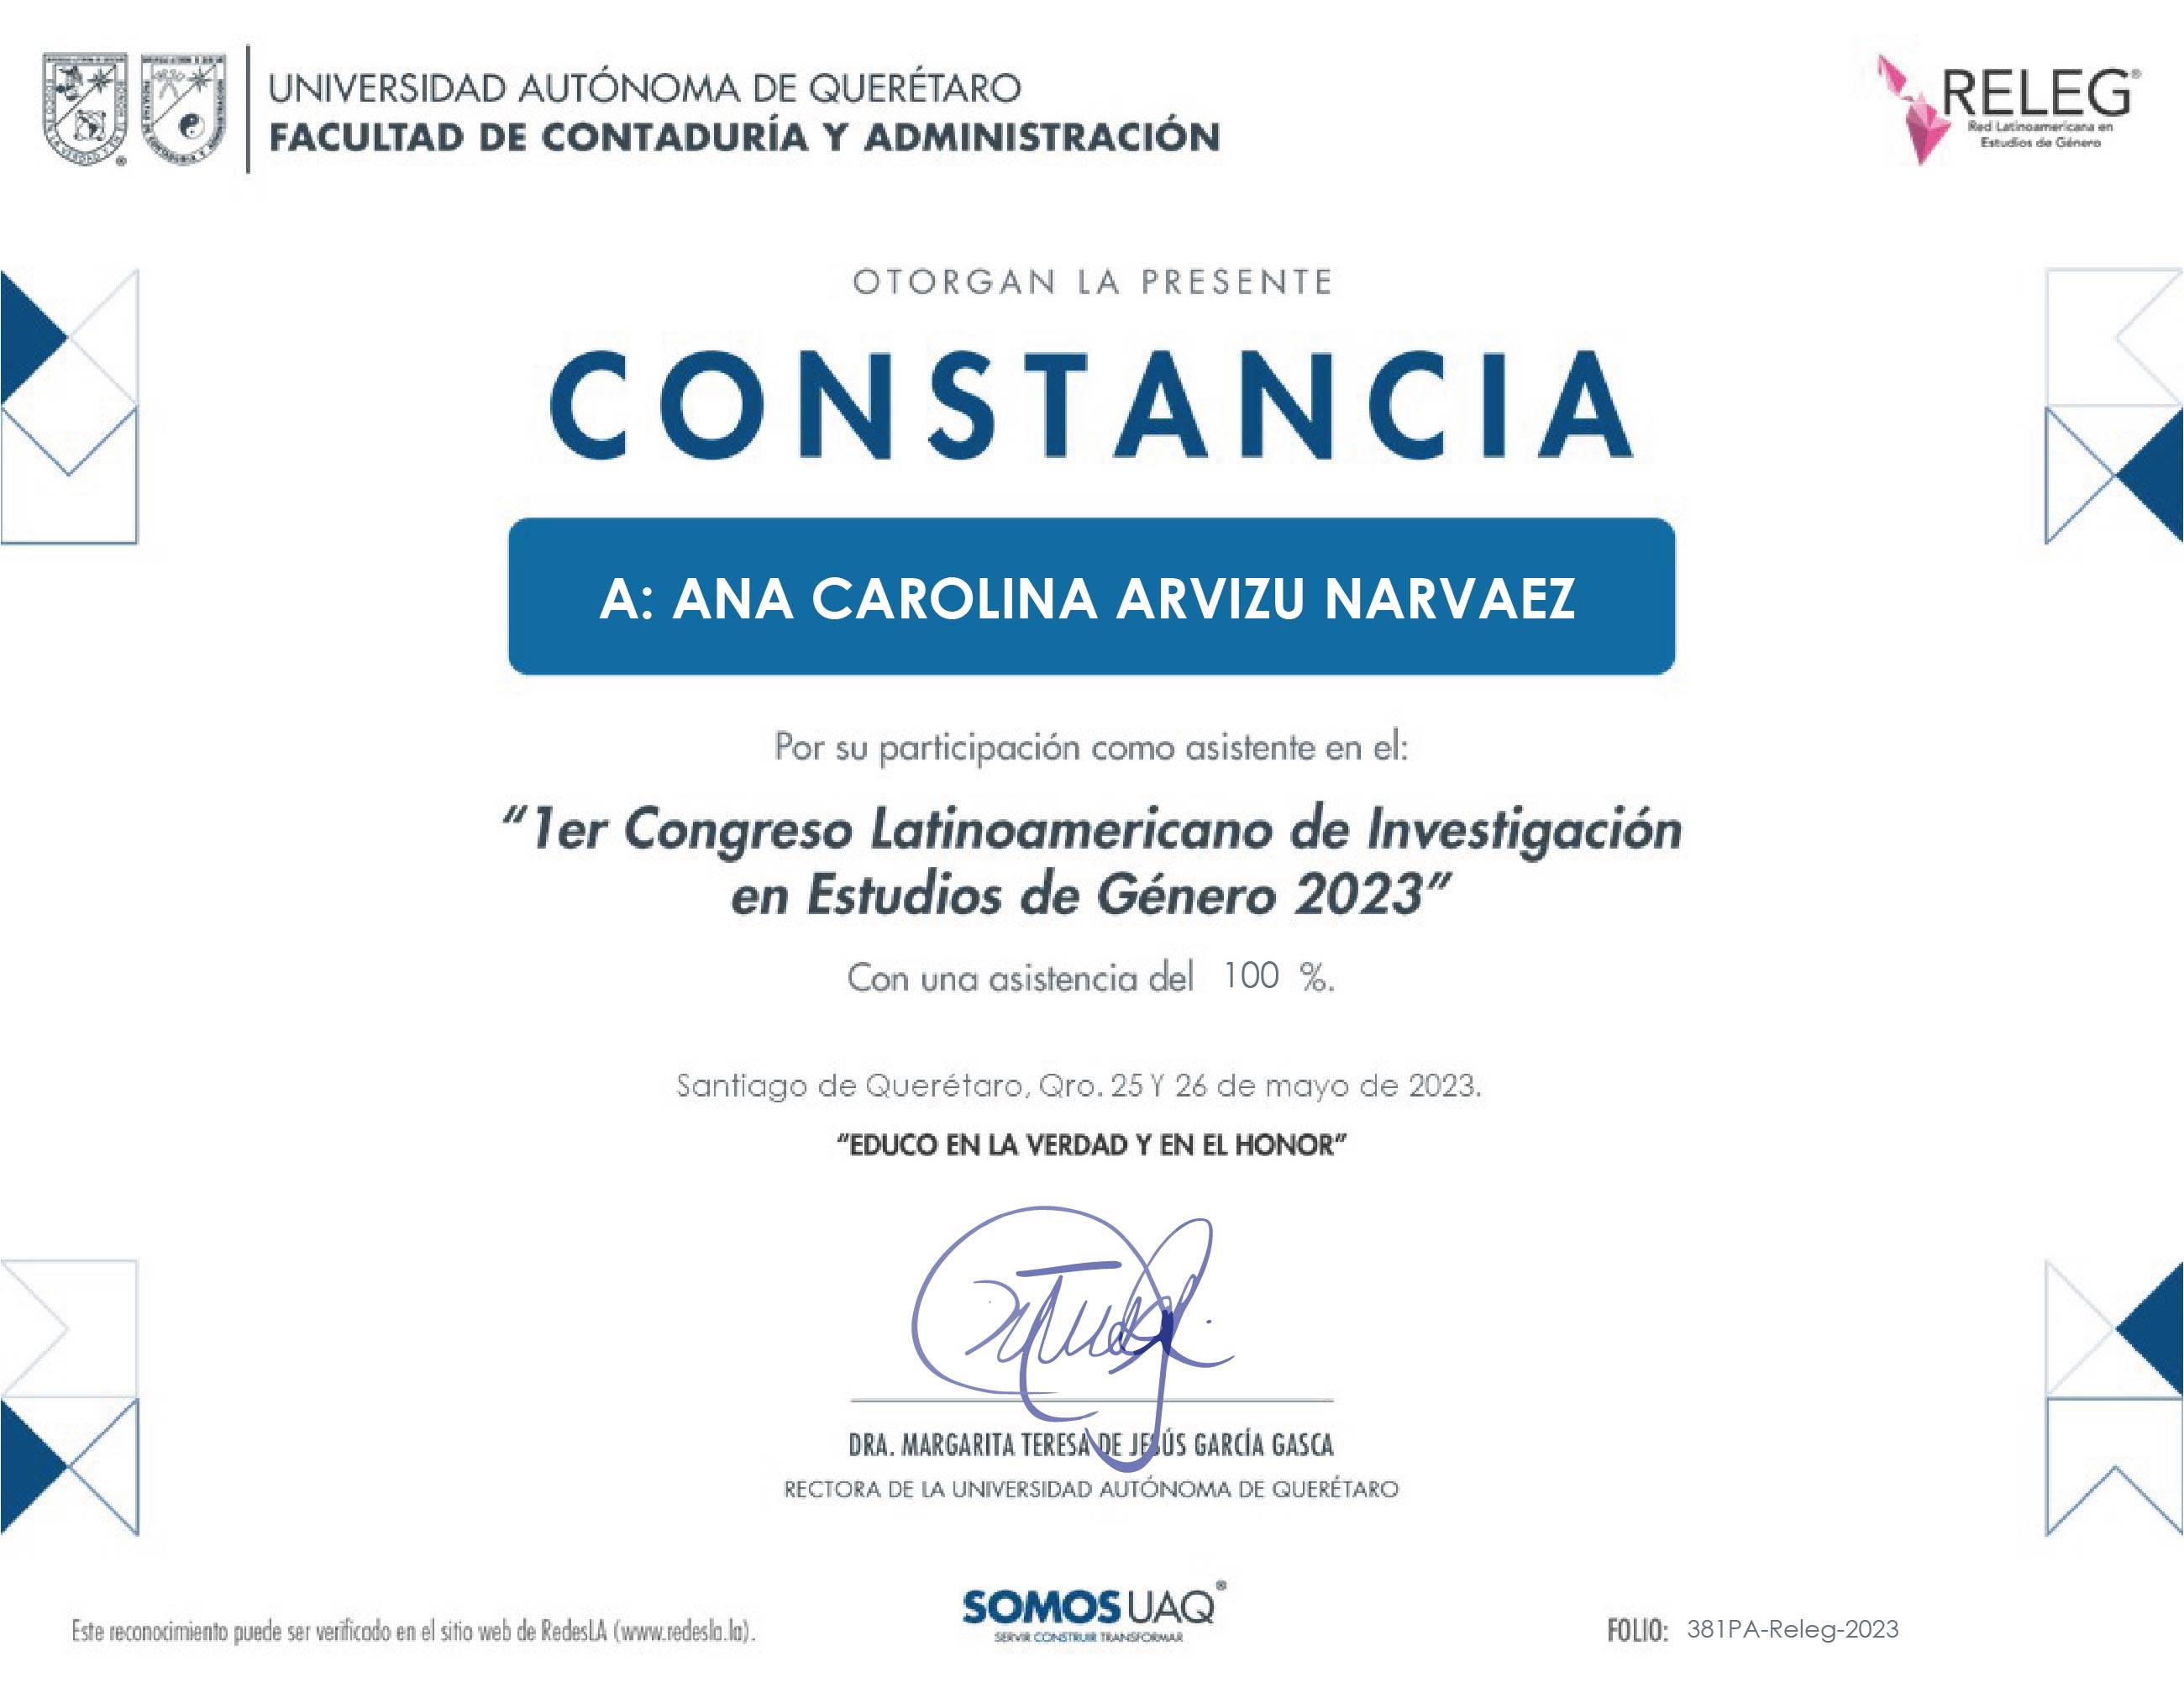 UNIVERSIDAD AUTÓNOMA DE QUERÉTARO
FACULTAD DE CONTADURÍA Y ADMINISTRACIÓN
RELEG®
Red Latinoamericana en
Estudios de Género
OTORGAN LA PRESENTE
CONSTANCIA
A: ANA CAROLINA ARVIZU NARVAEZ
Por su participación como asistente en el:
“1er Congreso Latinoamericano de Investigación
en Estudios de Género 2023”
Con una asistencia del 100 %.
Santiago de Querétaro, Qro. 25 Y 26 de mayo de 2023.
“EDUCO EN LA VERDAD Y EN EL HONOR”
DRA. MARGARITA TERESA DE JESÚS GARCÍA GASCA
RECTORA DE LA UNIVERSIDAD AUTÓNOMA DE QUERÉTARO
SOMOS UAQ®
SERVIR CONSTRUIR TRANSFORMAR
Este reconocimiento puede ser verificado en el sitio web de RedesLA (www.redesla.la).
FOLIO: 381PA-Releg-2023